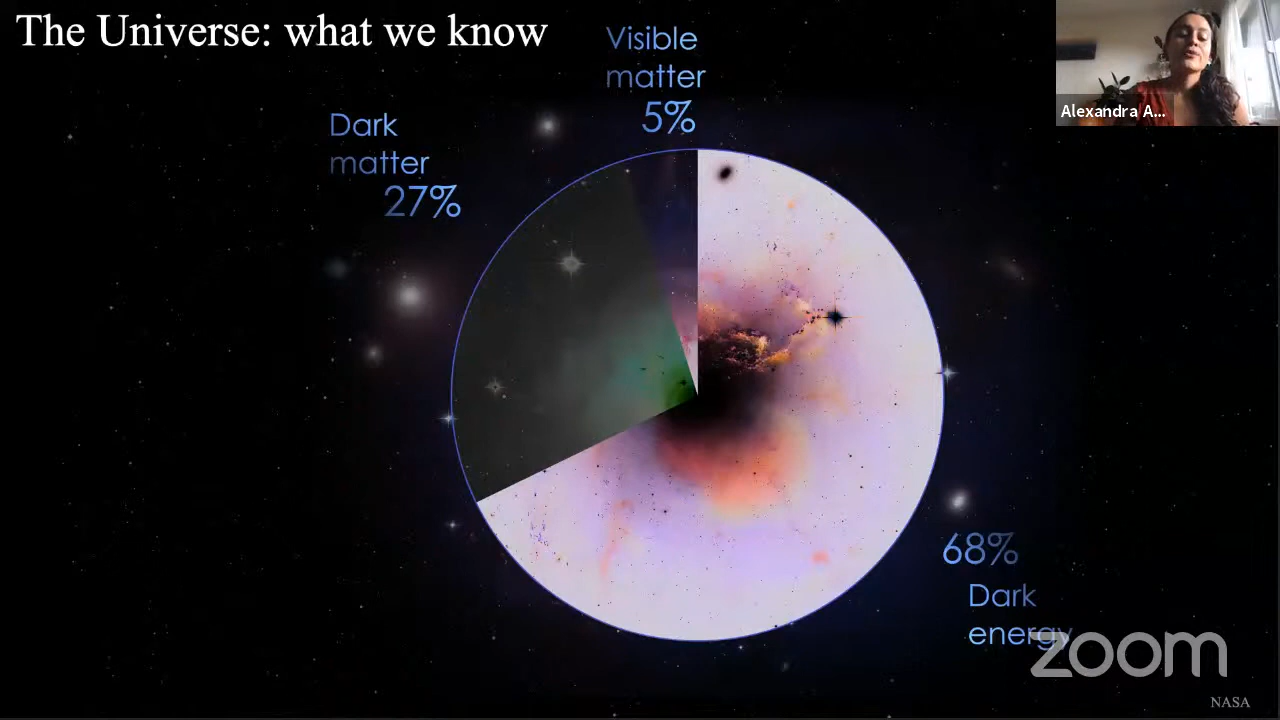 The Universe: what we know
Visible
matter
5%
Alexandra A...
Dark
matter
27%
68%
Dark
energy
zoom
NASA